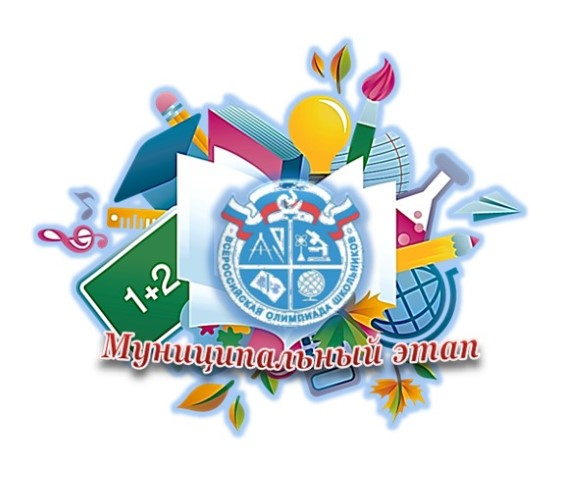 ВСЕРОССИЙСКАЯ ОЛИМПИАДА ШКОЛЬНИКОВ
1+2
Муниципальный этап